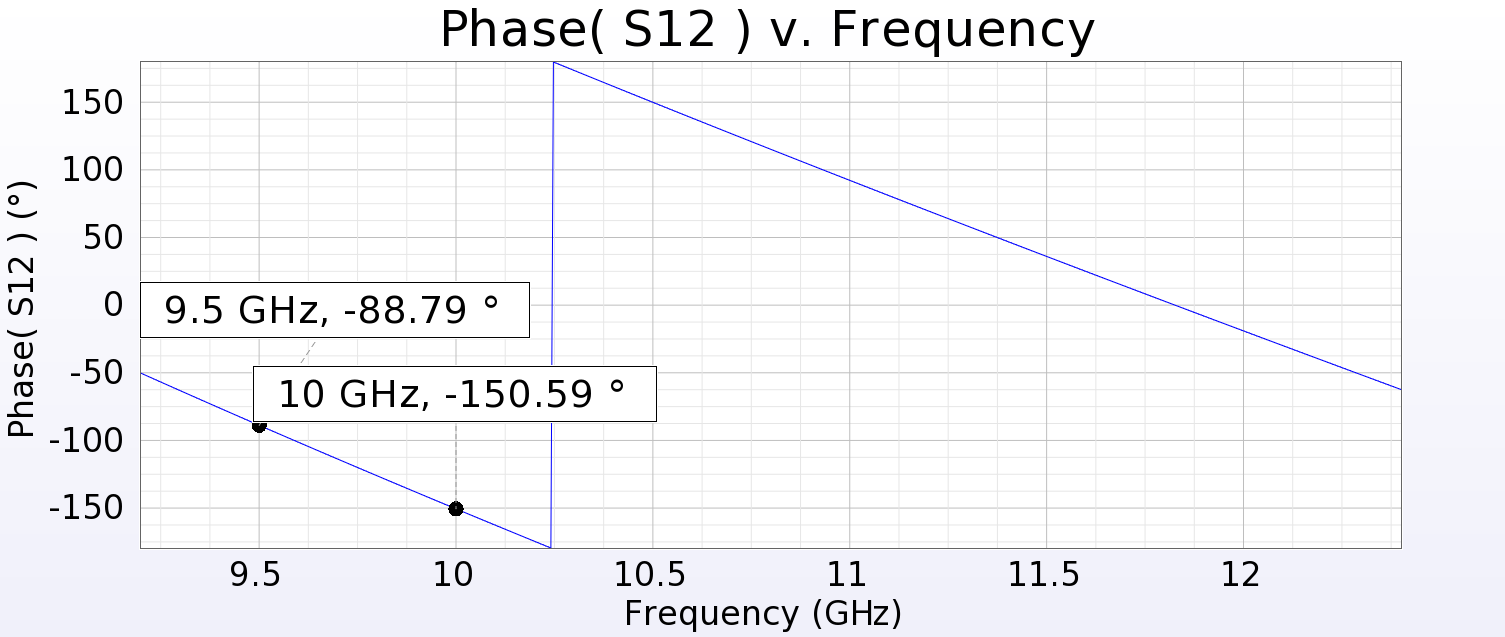 Phase( S12 ) v. Frequency
Phase( S12 ) (°)
150
100
50
0
-50
-100
-150
9.5 GHz, -88.79 °
10 GHz, -150.59 °
9.5 10 10.5 11 11.5 12
Frequency (GHz)